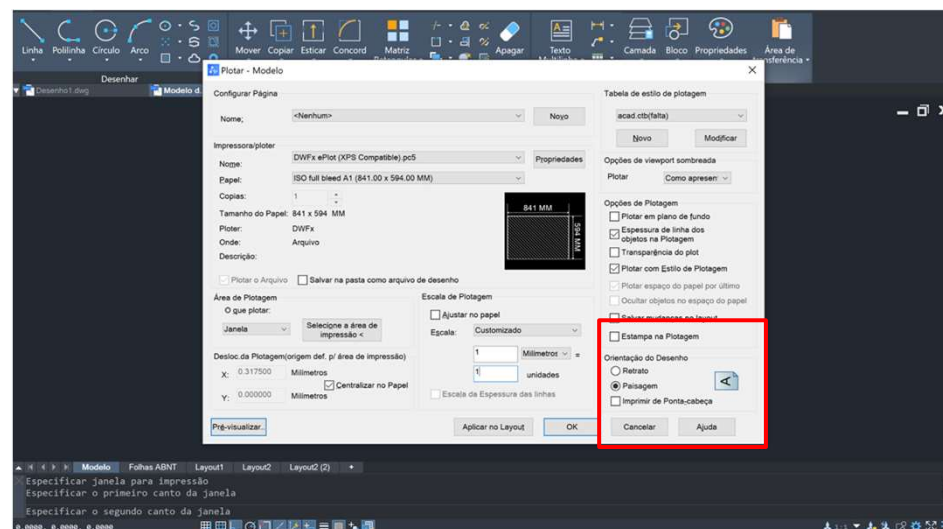 Linha Polilinha Círculo Arco
Mover Copiar Esticar Concord Matriz
Apagar
Texto
Camada Bloco Propriedades
Área de
Desenhar
Desenho1.dwg
Modelo d
Plotar - Modelo
Configurar Página
Nome;
<Nenhum>
Novo
Impressora/ploter
Nome:
DWFx ePlot (XPS Compatible).pc5
Propriedades
Papel:
ISO full bleed A1 (841.00 x 594.00 MM)
Copias:
1
Tamanho do Papel: 841 x 594 MM
Ploter: DWFx
Onde: Arquivo
Descrição:
841 MM
594 MM
Plotar o Arquivo
Salvar na pasta como arquivo de desenho
Área de Plotagem
O que plotar:
Janela
Selecione a área de
impressão <
Desloc.da Plotagem(origem def. p/ área de impressão)
X: 0.317500 Milímetros
Centralizar no Papel
Y: 0.000000 Milímetros
Escala de Plotagem
Ajustar no papel
Escala: Customizado
1 Milímetros =
1 unidades
Escala da Espessura das linhas
Tabela de estilo de plotagem
acad.ctb(falta)
Novo Modificar
Opções de viewport sombreada
Plotar Como apresen:
Opções de Plotagem
Plotar em plano de fundo
Espessura de linha dos
objetos na Plotagem
Transparência do plot
Plotar com Estilo de Plotagem
Plotar espaço do papel por último
Ocultar objetos no espaço do papel
Salvar mudanças no layout
Estampa na Plotagem
Orientação do Desenho
Retrato
Paisagem
A
Imprimir de Ponta-cabeça
Pré-visualizar..
Aplicar no Layout OK Cancelar Ajuda
Modelo Folhas ABNT Layout1 Layout2 Layout2 (2) +
Especificar janela para impressão
Especificar o primeiro canto da janela
Especificar o segundo canto da janela